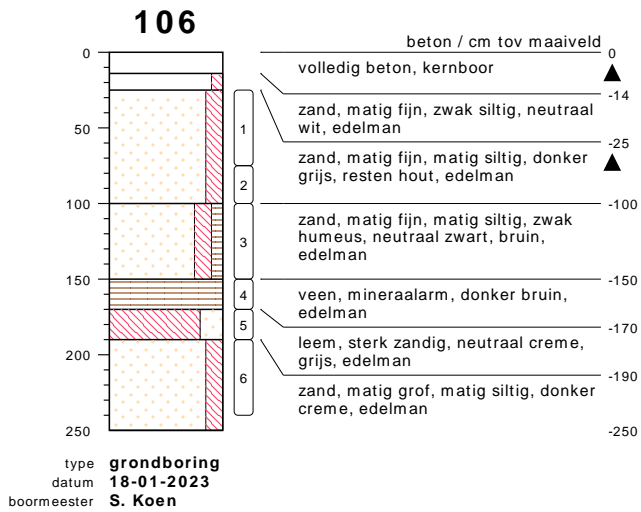 106
beton / cm tov maaiveld
0
0
volledig beton, kernboor
-14
zand, matig fijn, zwak siltig, neutraal
wit, edelman
50
1
-25
zand, matig fijn, matig siltig, donker
grijs, resten hout, edelman
2
100
-100
zand, matig fijn, matig siltig, zwak
humeus, neutraal zwart, bruin,
edelman
3
150
-150
4
veen, mineraalarm, donker bruin,
edelman
5
-170
leem, sterk zandig, neutraal creme,
grijs, edelman
200
6
-190
zand, matig grof, matig siltig, donker
creme, edelman
250
-250
type grondboring
datum 18-01-2023
boormeester S. Koen